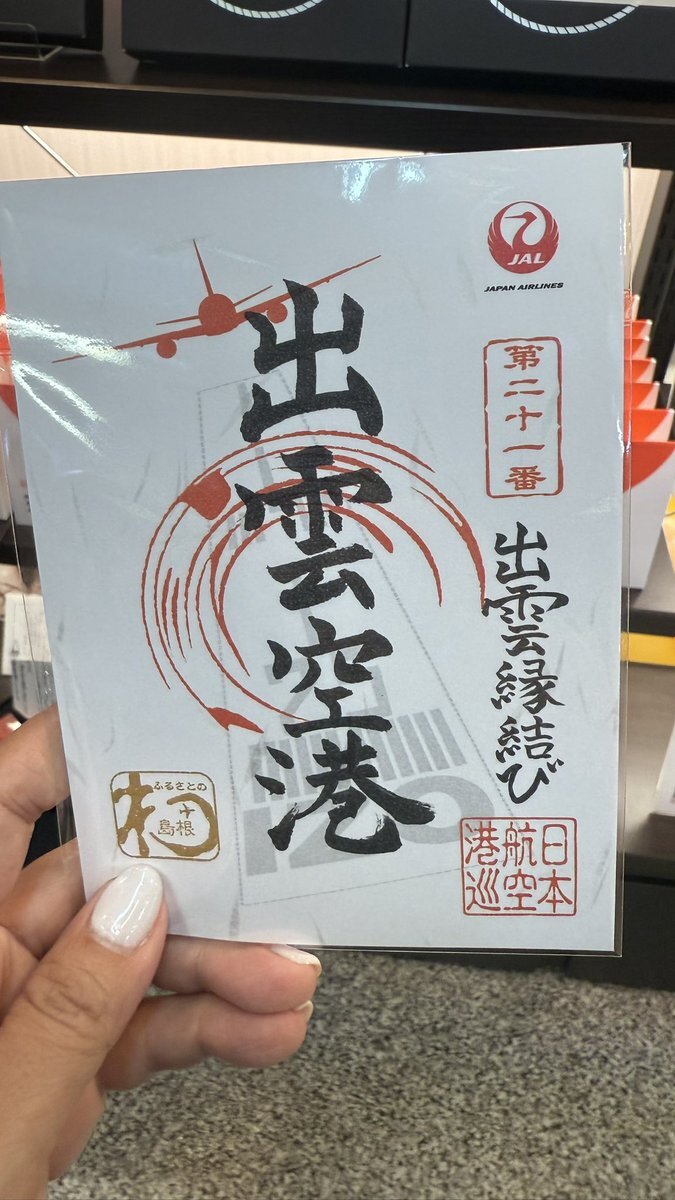 JAL
JAPAN AIRLINES
第二十一番
出雲縁結び
日本
航空
港巡
出雲空港
ふるさとの
島根